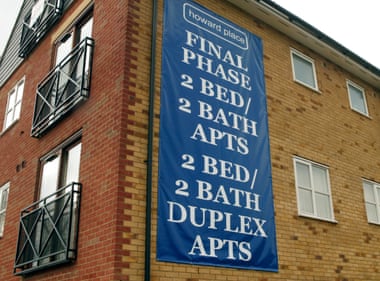 howard place
FINAL
PHASE
2 BED/
2 BATH
APTS
2 BED/
2 BATH
DUPLEX
APTS